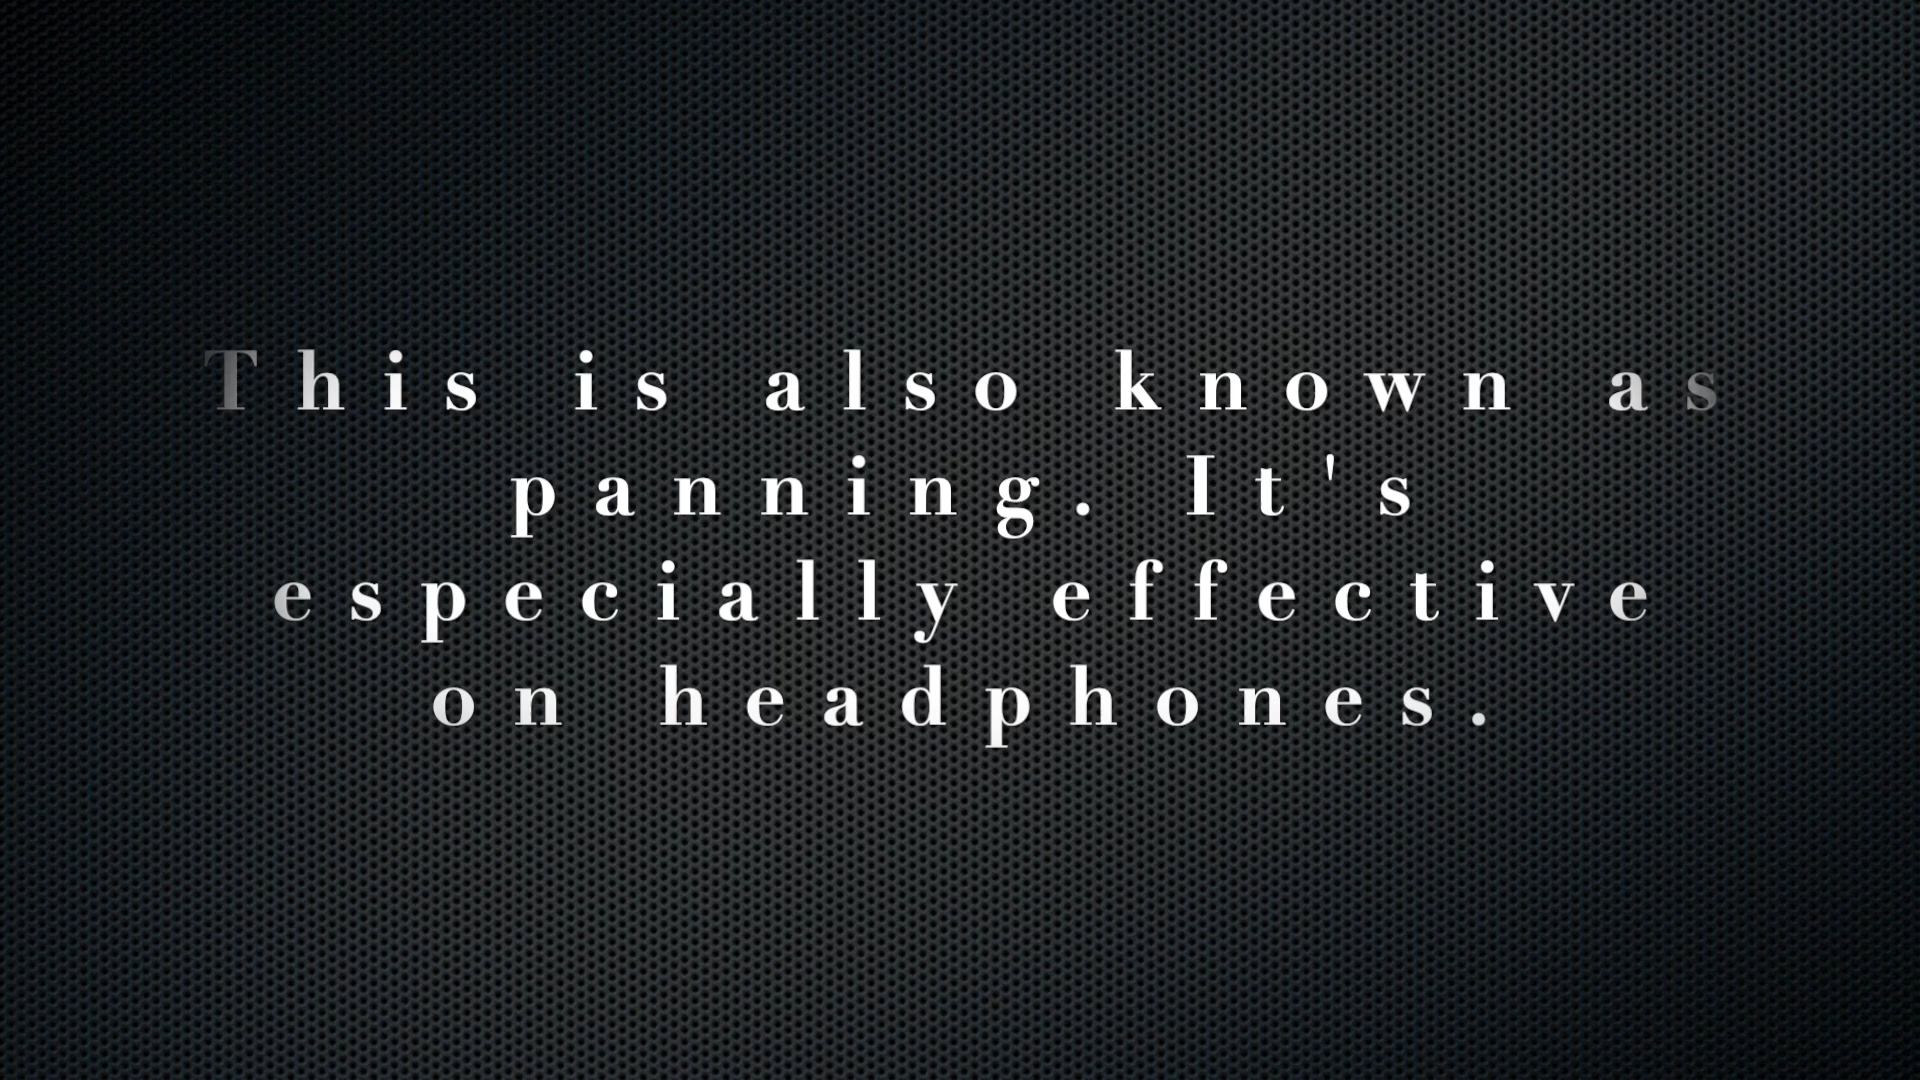 This is also known as
panning. It's
especially effective
on headphones.